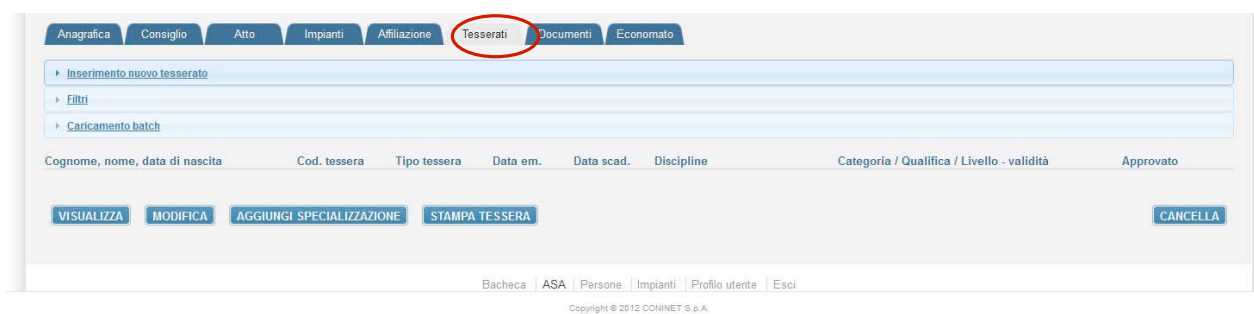 Anagrafica Consiglio Atto Impianti Affiliazione Tesserati Documenti Economato
Inserimento nuovo tesserato
Filtri
Caricamento batch
Cognome, nome, data di nascita Cod. tessera Tipo tessera Data em. Data scad. Discipline Categoria / Qualifica / Livello - validità Approvato
VISUALIZZA MODIFICA AGGIUNGI SPECIALIZZAZIONE STAMPA TESSERA CANCELLA
Bacheca | ASA | Persone | Impianti | Profilo utente | Esci
Copyright © 2012 CONINET S.p.A.